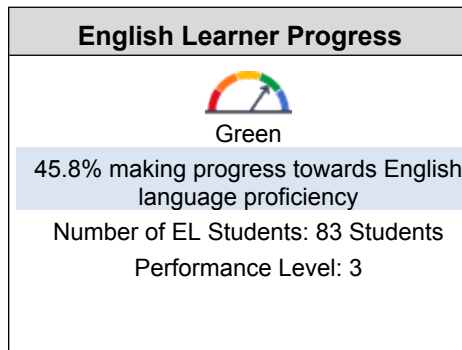 English Learner Progress
Green
45.8% making progress towards English
language proficiency
Number of EL Students: 83 Students
Performance Level: 3